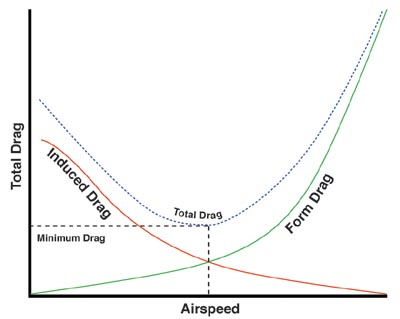 Total Drag
Induced Drag
Total Drag
Form Drag
Minimum Drag
Airspeed